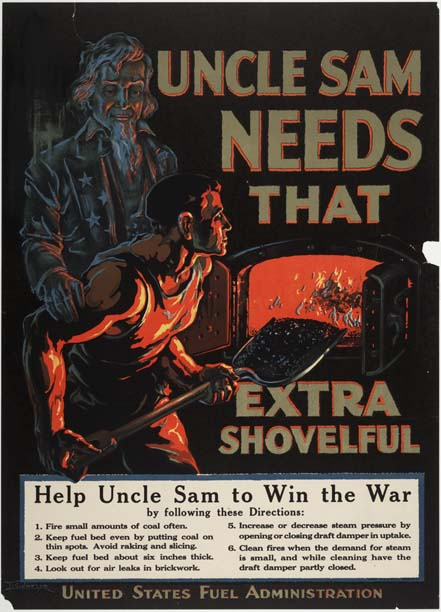 UNCLE SAM
NEEDS
THAT
EXTRA
SHOVELFUL
Help Uncle Sam to Win the War
by following these Directions:
1. Fire small amounts of coal often.
2. Keep fuel bed even by putting coal on
thin spots. Avoid raking and slicing.
3. Keep fuel bed about six inches thick.
4. Look out for air leaks in brickwork.
5. Increase or decrease steam pressure by
opening or closing draft damper in uptake.
6. Clean fires when the demand for steam
is small, and while cleaning have the
draft damper partly closed.
UNITED STATES FUEL ADMINISTRATION